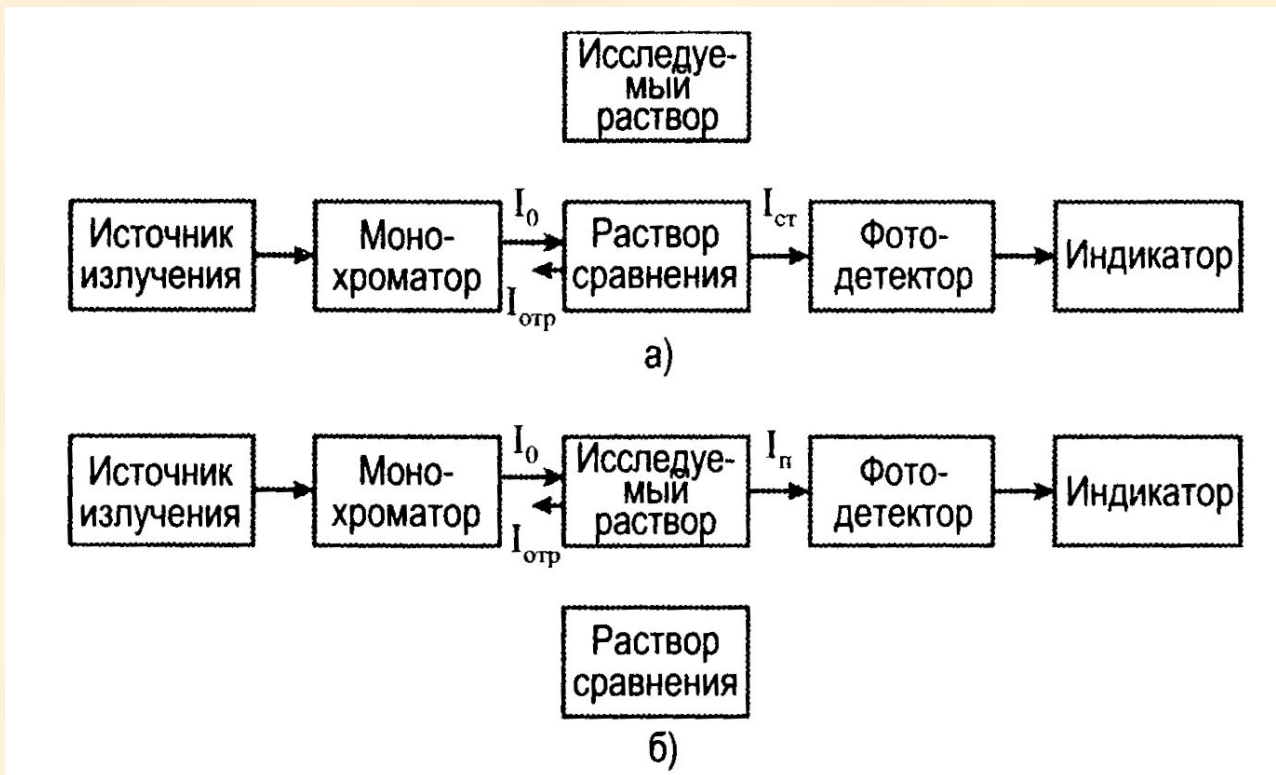 Исследуе-
мый
раствор
Источник
излучения
Моно-
хроматор
I₀
Iотр
Раствор
сравнения
Iст
Фото-
детектор
Индикатор
а)
Источник
излучения
Моно-
хроматор
I₀
Iотр
Исследуе-
мый
раствор
Iп
Фото-
детектор
Индикатор
Раствор
сравнения
б)